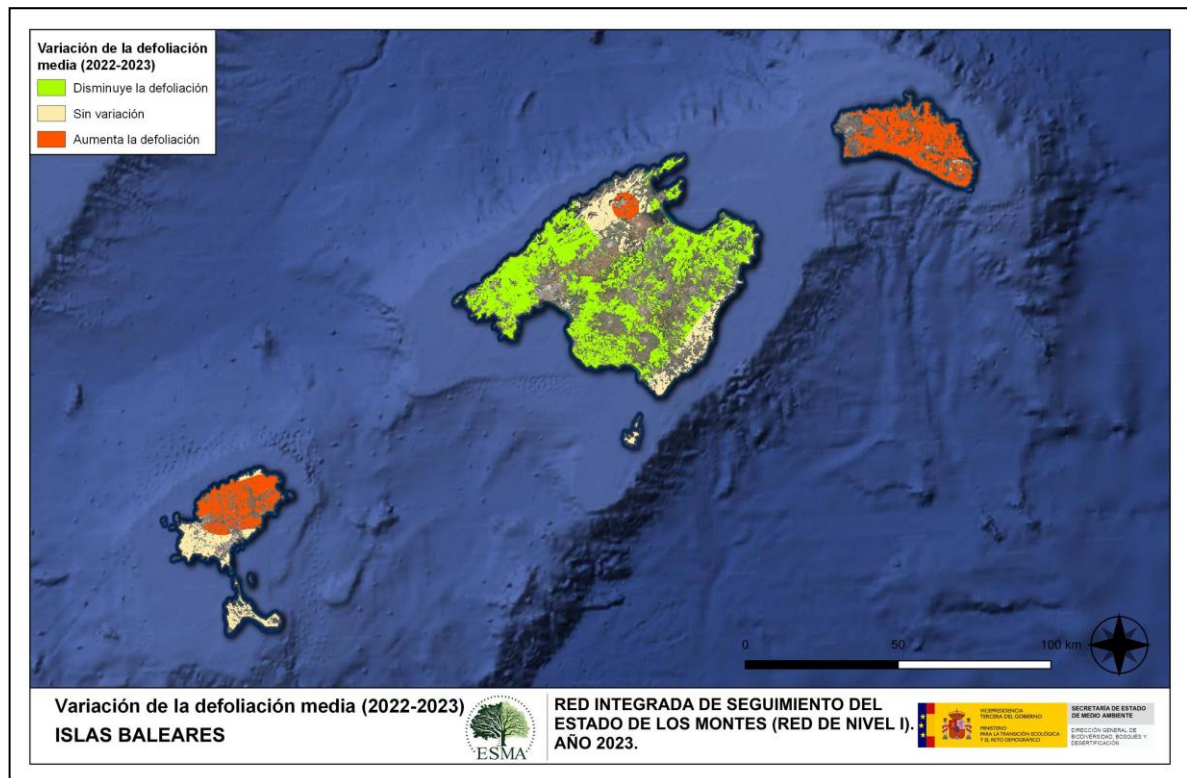 Variación de la defoliación
media (2022-2023)
Disminuye la defoliación
Sin variación
Aumenta la defoliación
0
50
100 km
Variación de la defoliación media (2022-2023)
ISLAS BALEARES
ESMA
RED INTEGRADA DE SEGUIMIENTO DEL
ESTADO DE LOS MONTES (RED DE NIVEL I).
AÑO 2023.
VICEPRESIDENCIA
TERCERA DEL GOBIERNO
MINISTERIO
PARA LA TRANSICIÓN ECOLÓGICA
Y EL RETO DEMOGRÁFICO
SECRETARÍA DE ESTADO
DE MEDIO AMBIENTE
DIRECCIÓN GENERAL DE
BIODIVERSIDAD, BOSQUES Y
DESERTIFICACIÓN